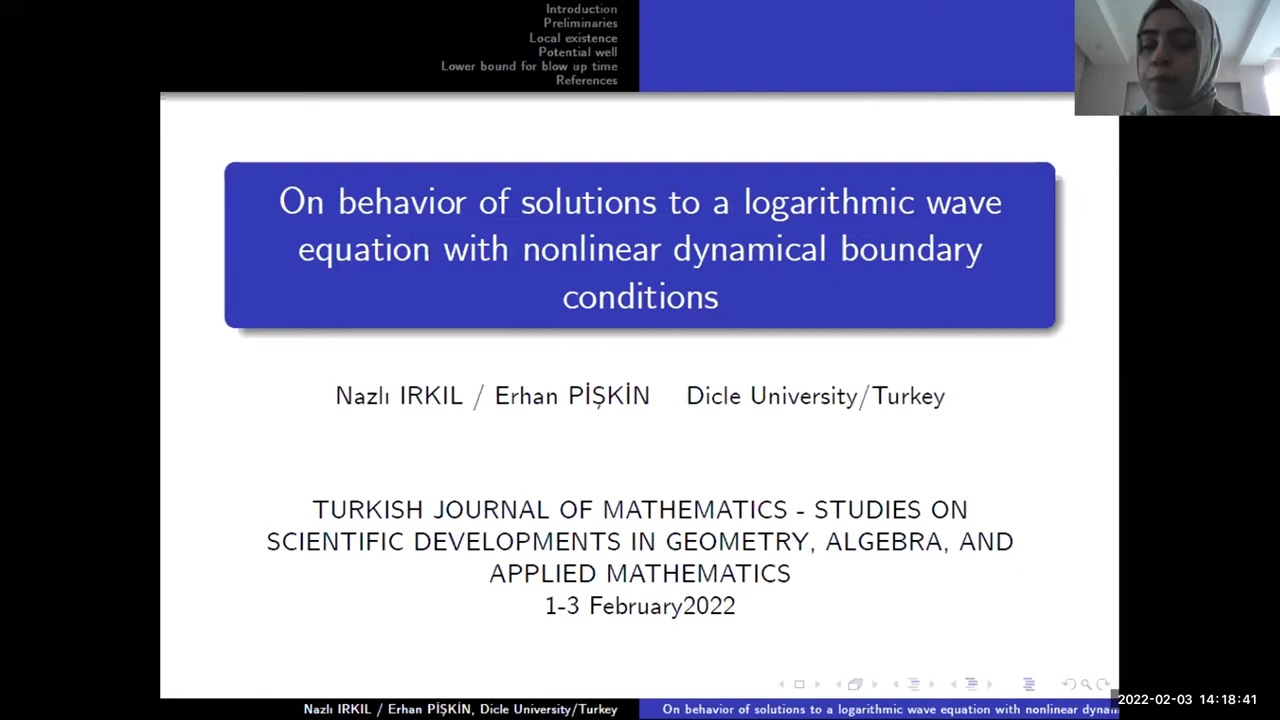 Introduction
Preliminaries
Local existence
Potential well
Lower bound for blow up time
References
On behavior of solutions to a logarithmic wave
equation with nonlinear dynamical boundary
conditions
Nazlı IRKIL / Erhan PİŞKİN Dicle University/Turkey
TURKISH JOURNAL OF MATHEMATICS - STUDIES ON
SCIENTIFIC DEVELOPMENTS IN GEOMETRY, ALGEBRA, AND
APPLIED MATHEMATICS
1-3 February2022
Nazlı IRKIL / Erhan PİŞKİN, Dicle University/Turkey
On behavior of solutions to a logarithmic wave equation with nonlinear dynam
2022-02-03 14:18:41